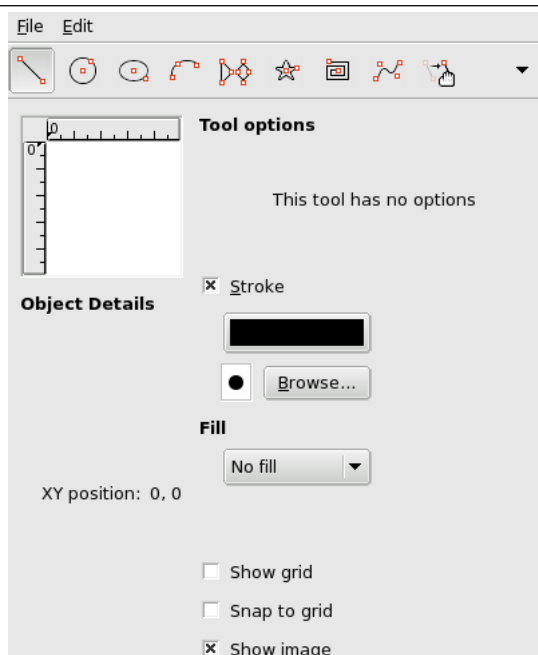 File Edit
0
0
Tool options
This tool has no options
Stroke
Object Details
Browse...
Fill
No fill
XY position: 0, 0
Show grid
Snap to grid
Show image